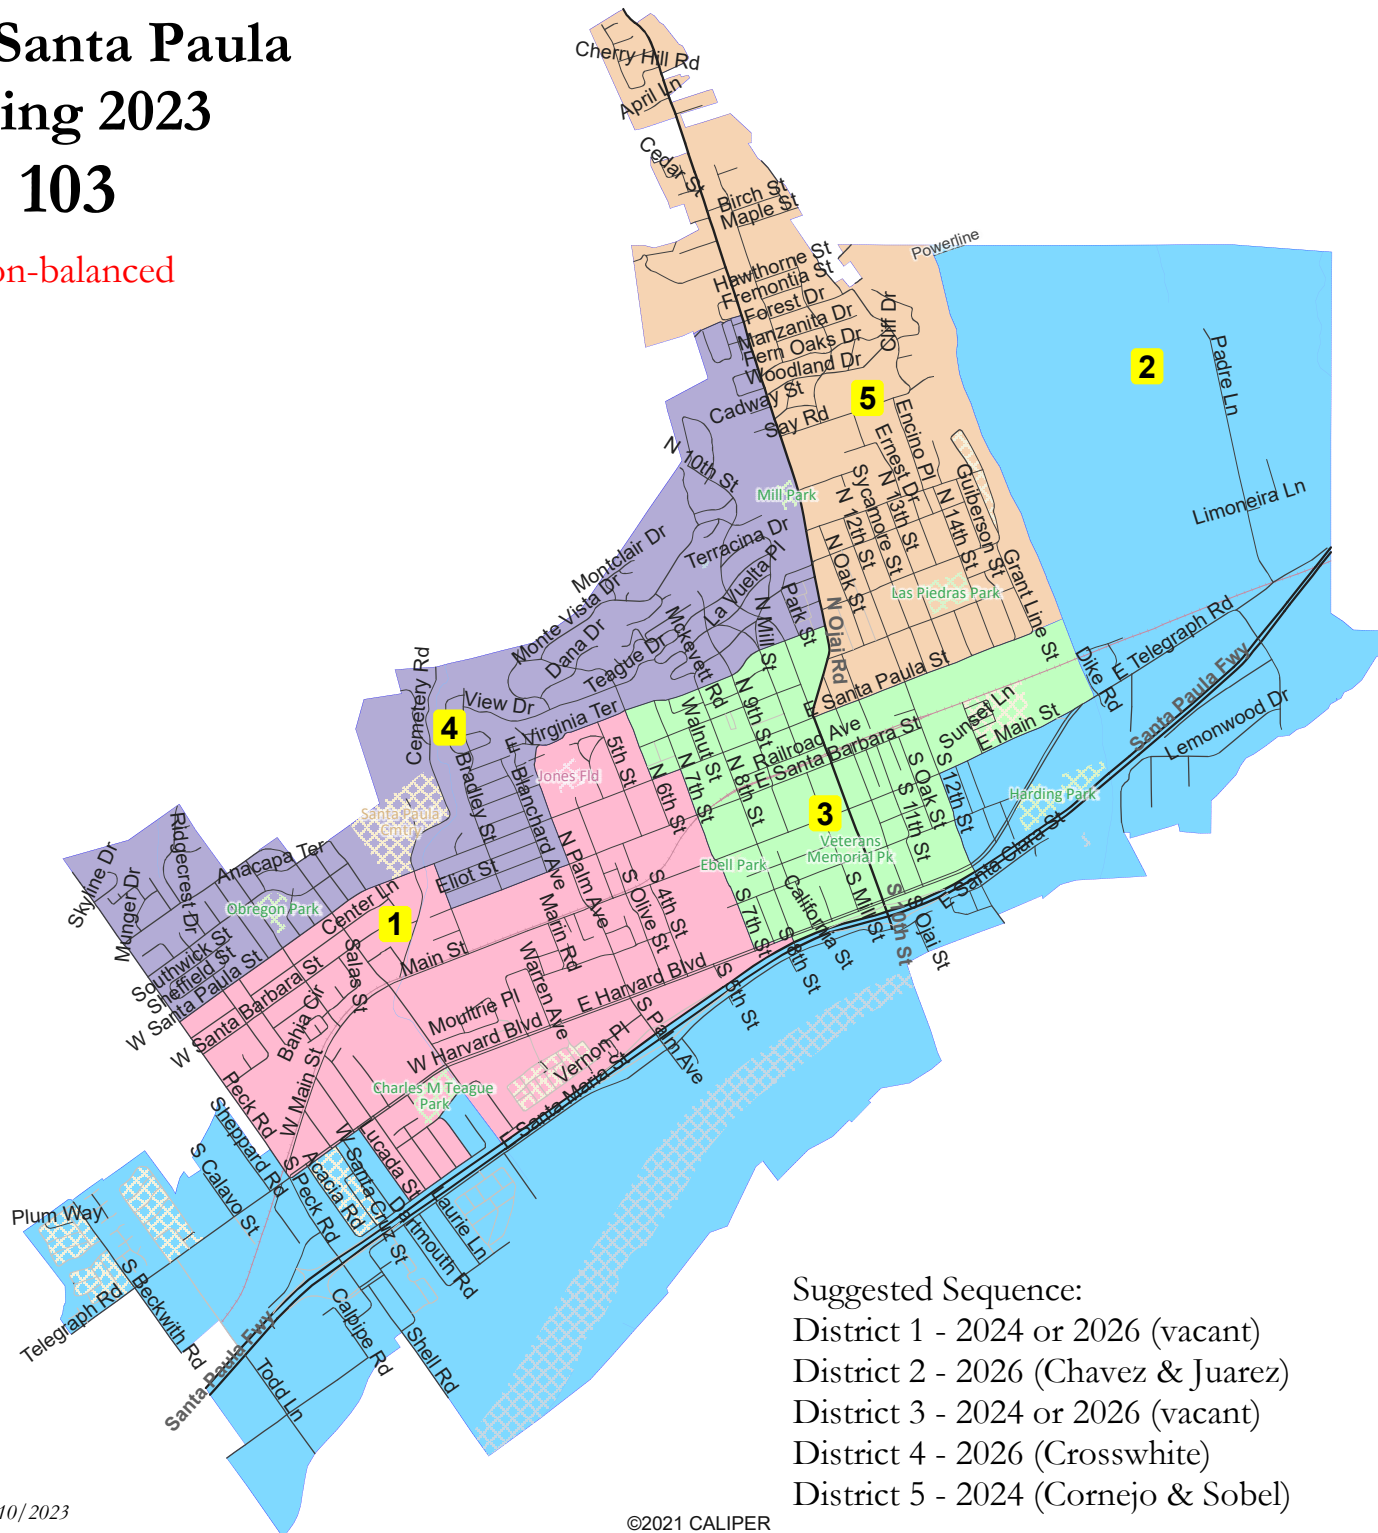 Santa Paula
ing 2023
103
on-balanced
Cherry Hill Rd
April Ln
Cedar St
Birch St
Maple St
Powerline
Hawthorne St
Fremontia St
Forest Dr
Manzanita Dr
Fern Oaks Dr
Woodland Dr
Cliff Dr
Cadway St
Say Rd
5
2
Padre Ln
Limoneira Ln
Encino Pl
Ernest Dr
N 10th St
Mill Park
Sycamore St
N 12th St
N 13th St
N 14th St
Guiberson St
Grant Line St
N Oak St
Las Piedras Park
Montclair Dr
Terracina Dr
La Vuelta Pl
Monte Vista Dr
Dana Dr
Teague Dr
Mckevett Rd
N Mill St
Park St
N Ojai Rd
E Santa Paula St
Dike Rd
E Telegraph Rd
Santa Paula Fwy
Lemonwood Dr
Cemetery Rd
View Dr
4
E Virginia Ter
Walnut St
N 9th St
Railroad Ave
E Santa Barbara St
Sunset Ln
E Main St
5th St
Jones Fld
N 6th St
N 7th St
N 8th St
3
S Oak St
S 11th St
S 12th St
Harding Park
Bradley St
Blanchard Ave
Santa Paula
Cmtry
Veterans
Memorial Pk
Ebell Park
E Santa Clara St
Skyline Dr
Ridgecrest Dr
Munger Dr
Anacapa Ter
Obregon Park
Eliot St
Center Ln
1
N Palm Ave
Marin Rd
S Olive St
S 4th St
S 7th St
California St
S 8th St
S Mill St
S 10th St
S Ojai St
Southwick St
S Sheffield St
W Santa Paula St
W Santa Barbara St
Salas St
Main St
Bahia Cir
Warren Ave
Moultrie Pl
E Harvard Blvd
W Harvard Blvd
S 5th St
S Palm Ave
Vernon Pl
E Santa Maria St
Peck Rd
W Main St
Charles M Teague
Park
Sheppard Rd
S Calavo St
S Peck Rd
Acacia Rd
W Santa Cruz St
Lucada St
Dartmouth Rd
Laurie Ln
Plum Way
Telegraph Rd
S Beckwith Rd
Santa Paula Fwy
Todd Ln
Calpipe Rd
Shell Rd
Suggested Sequence:
District 1 - 2024 or 2026 (vacant)
District 2 - 2026 (Chavez & Juarez)
District 3 - 2024 or 2026 (vacant)
District 4 - 2026 (Crosswhite)
District 5 - 2024 (Cornejo & Sobel)
10/2023
©2021 CALIPER